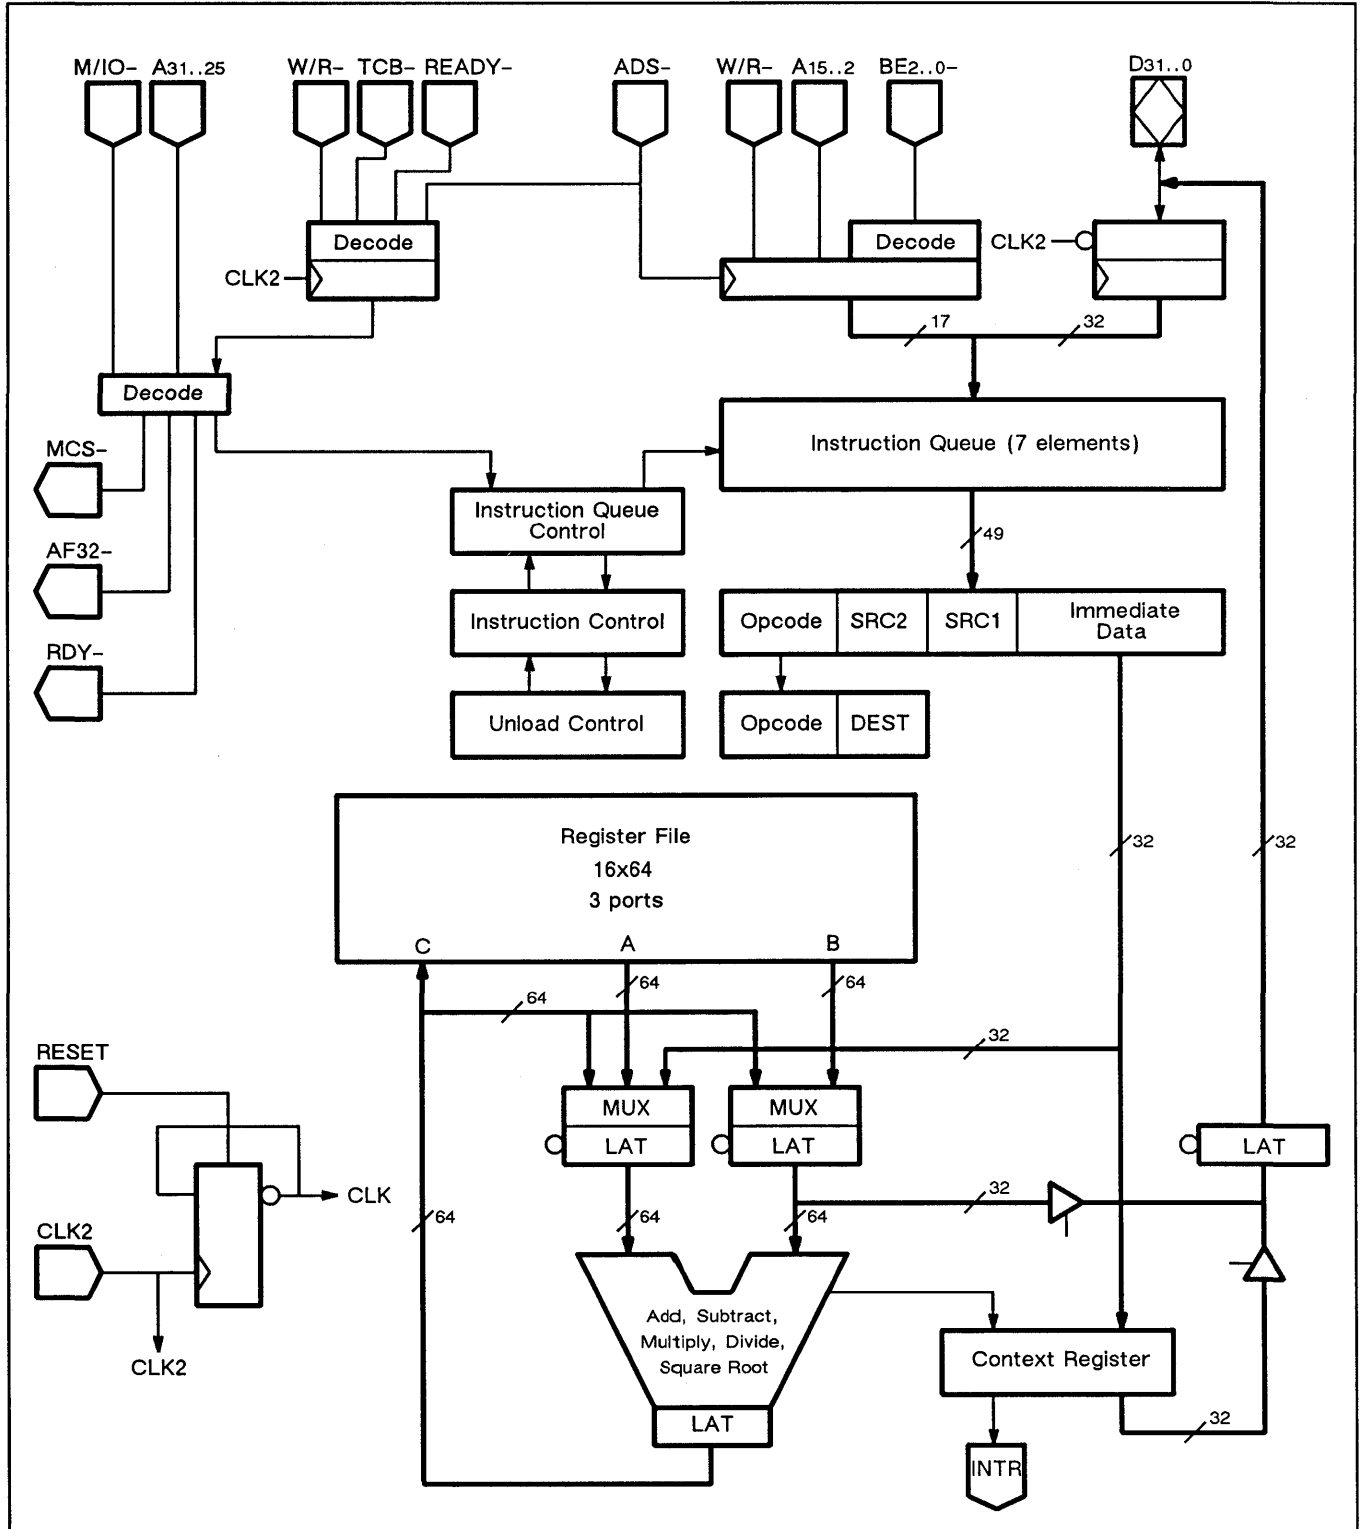 M/IO- A31..25 W/R- TCB- READY- ADS- W/R- A15..2 BE2..0- D31..0
Decode Decode CLK2
CLK2
17 32
Decode
MCS- Instruction Queue (7 elements)
Instruction Queue
Control
49
AF32-
Opcode SRC2 SRC1 Immediate
Data
Instruction Control
RDY-
Unload Control Opcode DEST
Register File
16x64
3 ports
32 32
C A B
64 64 64
RESET 32
MUX MUX
LAT LAT LAT
CLK 32
CLK2 64 64 64
Add, Subtract,
Multiply, Divide,
Square Root
CLK2 Context Register
LAT 32
INTR